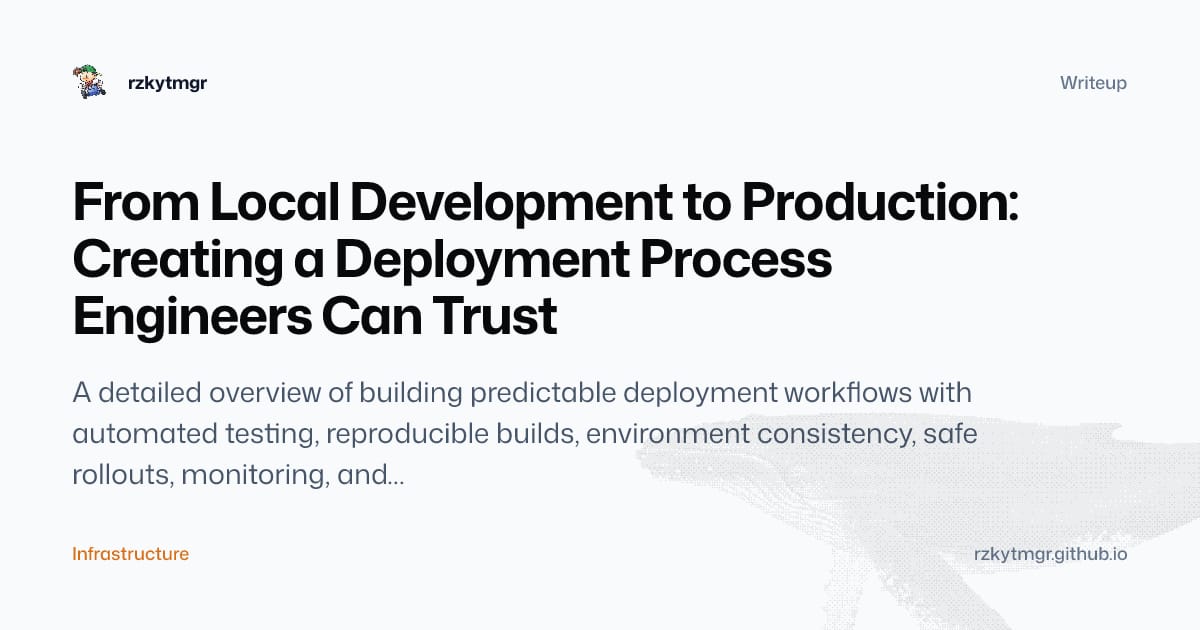 rzkytmgr
Writeup
From Local Development to Production:
Creating a Deployment Process
Engineers Can Trust
A detailed overview of building predictable deployment workflows with
automated testing, reproducible builds, environment consistency, safe
rollouts, monitoring, and...
Infrastructure
rzkytmgr.github.io